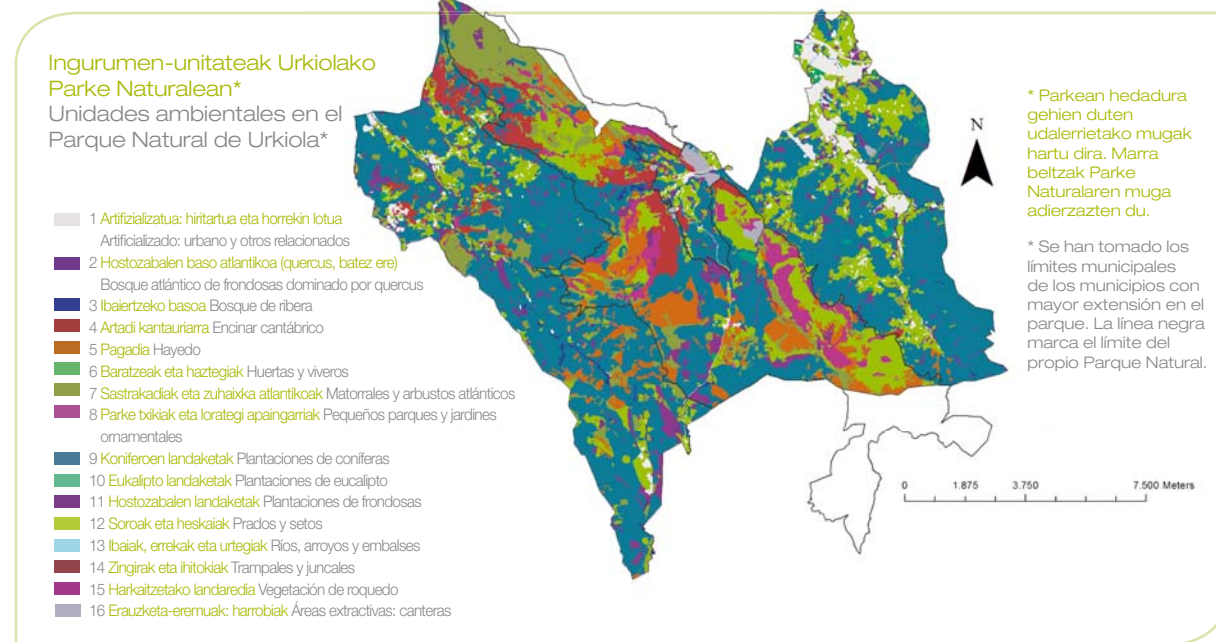 Ingurumen-unitateak Urkiolako
Parke Naturalean*
Unidades ambientales en el
Parque Natural de Urkiola*
1 Artifizializatua: hiritartua eta horrekin lotua
Artificializado: urbano y otros relacionados
2 Hostozabalen baso atlantikoa (quercus, batez ere)
Bosque atlántico de frondosas dominado por quercus
3 Ibaiertzeko basoa Bosque de ribera
4 Artadi kantauriarra Encinar cantábrico
5 Pagadia Hayedo
6 Baratzeak eta haztegiak Huertas y viveros
7 Sastrakadiak eta zuhaixka atlantikoak Matorrales y arbustos atlánticos
8 Parke txikiak eta lorategi apaingarriak Pequeños parques y jardines
ornamentales
9 Koniferoen landaketak Plantaciones de coníferas
10 Eukalipto landaketak Plantaciones de eucalipto
11 Hostozabalen landaketak Plantaciones de frondosas
12 Soroak eta heskaiak Prados y setos
13 Ibaiak, errekak eta urtegiak Ríos, arroyos y embalses
14 Zingirak eta ihitokiak Trampales y juncales
15 Harkaitzetako landaredia Vegetación de roquedo
16 Erauzketa-eremuak: harrobiak Áreas extractivas: canteras
N
0 1.875 3.750 7.500 Meters
* Parkean hedadura
gehien duten
udalerrietako mugak
hartu dira. Marra
beltzak Parke
Naturalaren muga
adierzazten du.
* Se han tomado los
límites municipales
de los municipios con
mayor extensión en el
parque. La línea negra
marca el límite del
propio Parque Natural.